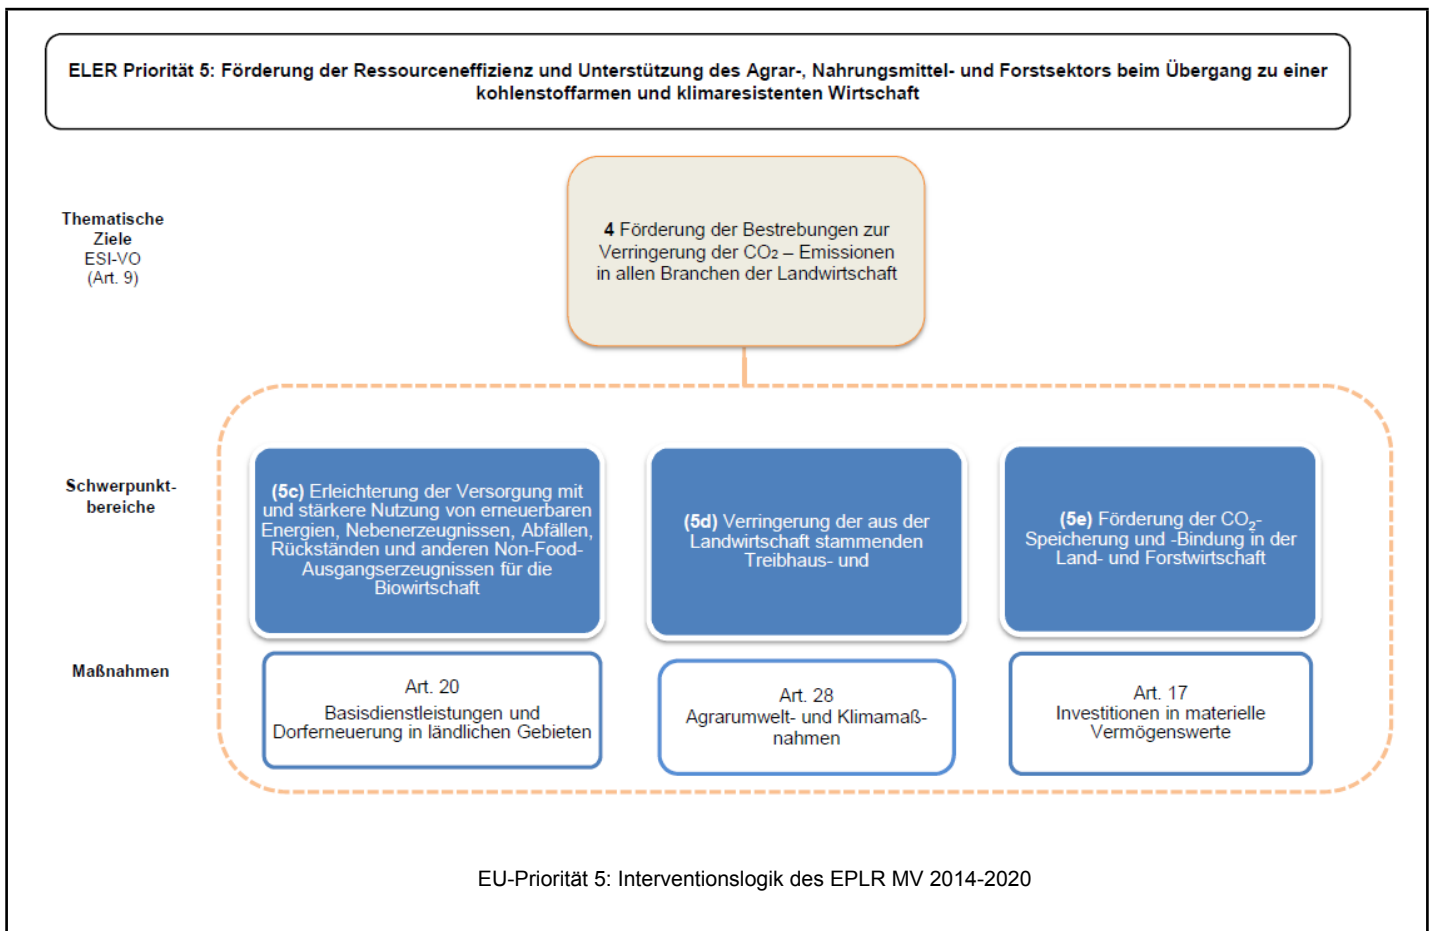 ELER Priorität 5: Förderung der Ressourceneffizienz und Unterstützung des Agrar-, Nahrungsmittel- und Forstsektors beim Übergang zu einer
kohlenstoffarmen und klimaresistenten Wirtschaft
Thematische
Ziele
ESI-VO
(Art. 9)
4 Förderung der Bestrebungen zur
Verringerung der CO₂ – Emissionen
in allen Branchen der Landwirtschaft
Schwerpunkt-
bereiche
(5c) Erleichterung der Versorgung mit
und stärkere Nutzung von erneuerbaren
Energien, Nebenerzeugnissen, Abfällen,
Rückständen und anderen Non-Food-
Ausgangserzeugnissen für die
Biowirtschaft
(5d) Verringerung der aus der
Landwirtschaft stammenden
Treibhaus- und
(5e) Förderung der CO₂-
Speicherung und -Bindung in der
Land- und Forstwirtschaft
Maßnahmen
Art. 20
Basisdienstleistungen und
Dorferneuerung in ländlichen Gebieten
Art. 28
Agrarumwelt- und Klimamaß-
nahmen
Art. 17
Investitionen in materielle
Vermögenswerte
EU-Priorität 5: Interventionslogik des EPLR MV 2014-2020